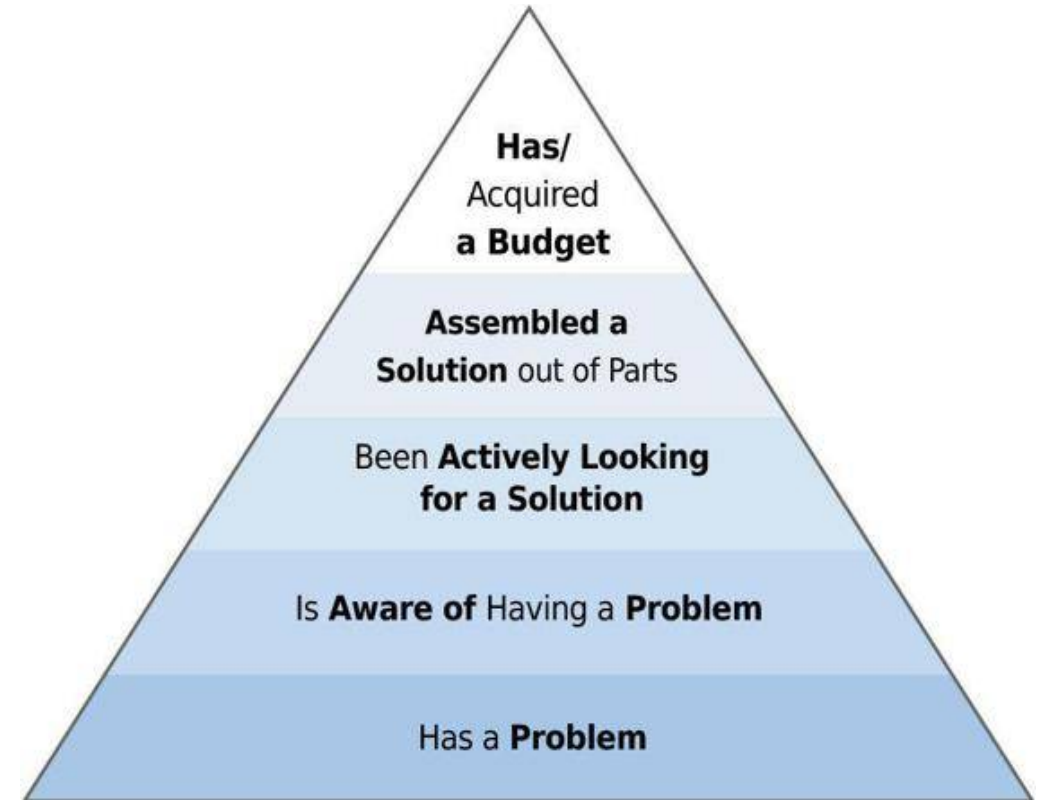 Has/
Acquired
a Budget
Assembled a
Solution out of Parts
Been Actively Looking
for a Solution
Is Aware of Having a Problem
Has a Problem